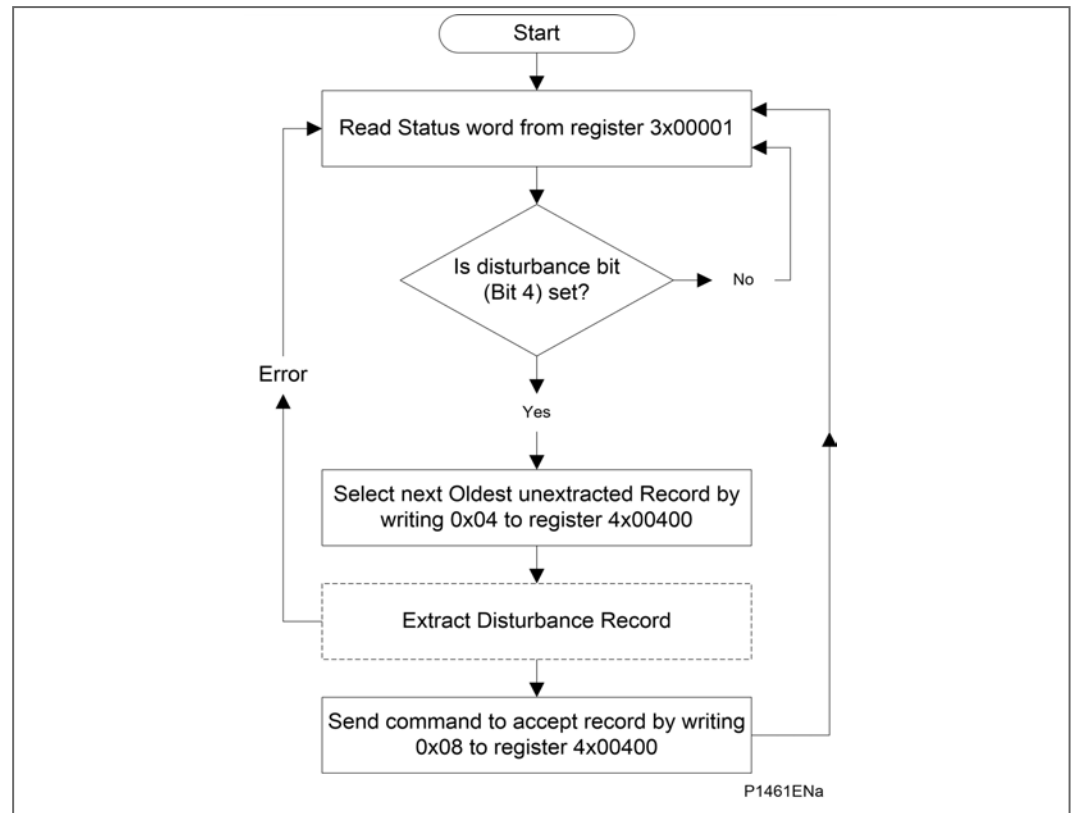 Start
Read Status word from register 3x00001
Is disturbance bit
(Bit 4) set?
No
Error
Yes
Select next Oldest unextracted Record by
writing 0x04 to register 4x00400
Extract Disturbance Record
Send command to accept record by writing
0x08 to register 4x00400
P1461ENa